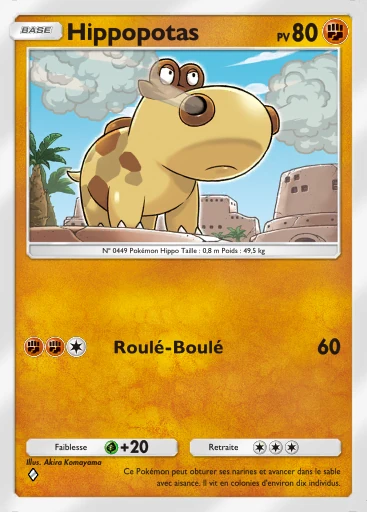 BASE Hippopotas PV 80
N° 0449 Pokémon Hippo Taille : 0,8 m Poids : 49,5 kg
Roulé-Boulé 60
Faiblesse +20 Retraite
Illus. Akira Komayama
Ce Pokémon peut obturer ses narines et avancer dans le sable
avec aisance. Il vit en colonies d'environ dix individus.